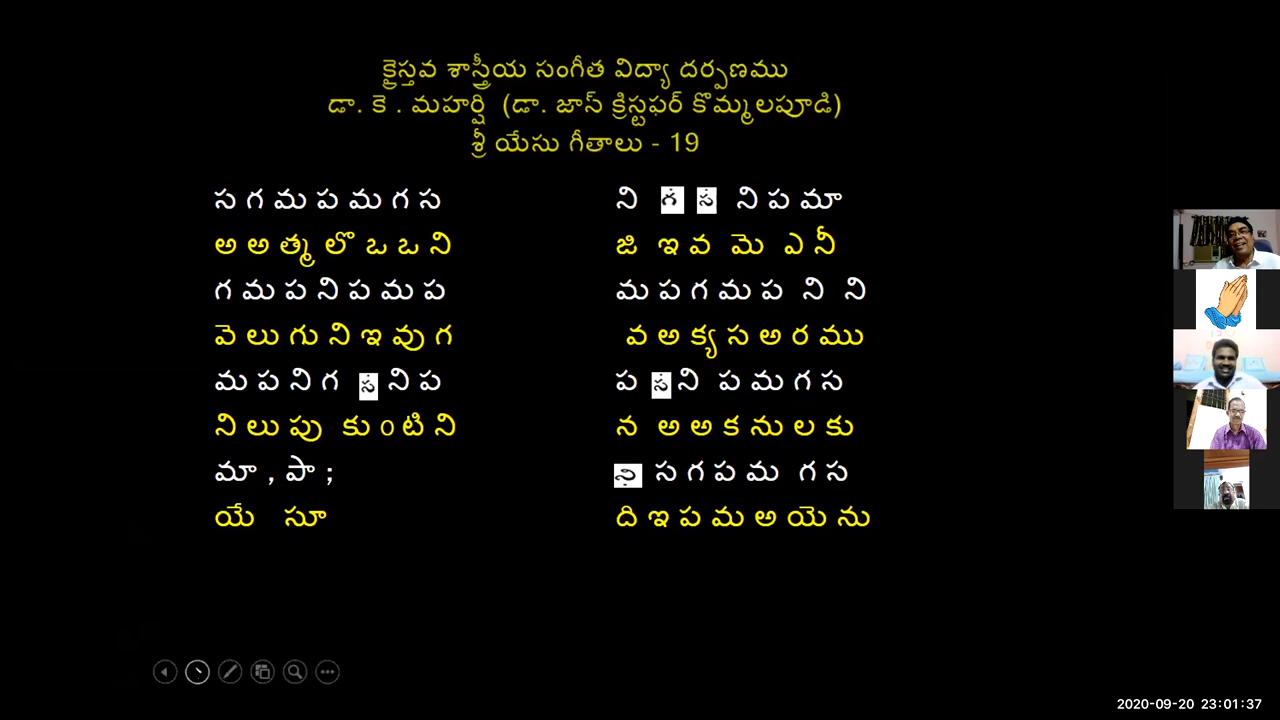 క్రైస్తవ శాస్త్రీయ సంగీత విద్యా దర్పణము
డా. కె . మహర్షి (డా. జాస్ క్రిస్టఫర్ కొమ్మలపూడి)
శ్రీ యేసు గీతాలు - 19
స గ మ ప మ గ స ని గ స ని ప మా
అ అ త్మ లొ ఒ ఒ ని జి ఇ వ మె ఎ నీ
గ మ ప ని ప మ ప మ ప గ మ ప ని ని
వె లు గు ని ఇ వు గ వ అ క్య స అ ర ము
మ ప ని గ స ని ప ప స ని ప మ గ స
ని లు పు కు o టి ని న అ అ క ను ల కు
మా , పా ; ని స గ ప మ గ స
యే సూ ది ఇ ప మ అ యె ను
2020-09-20 23:01:37